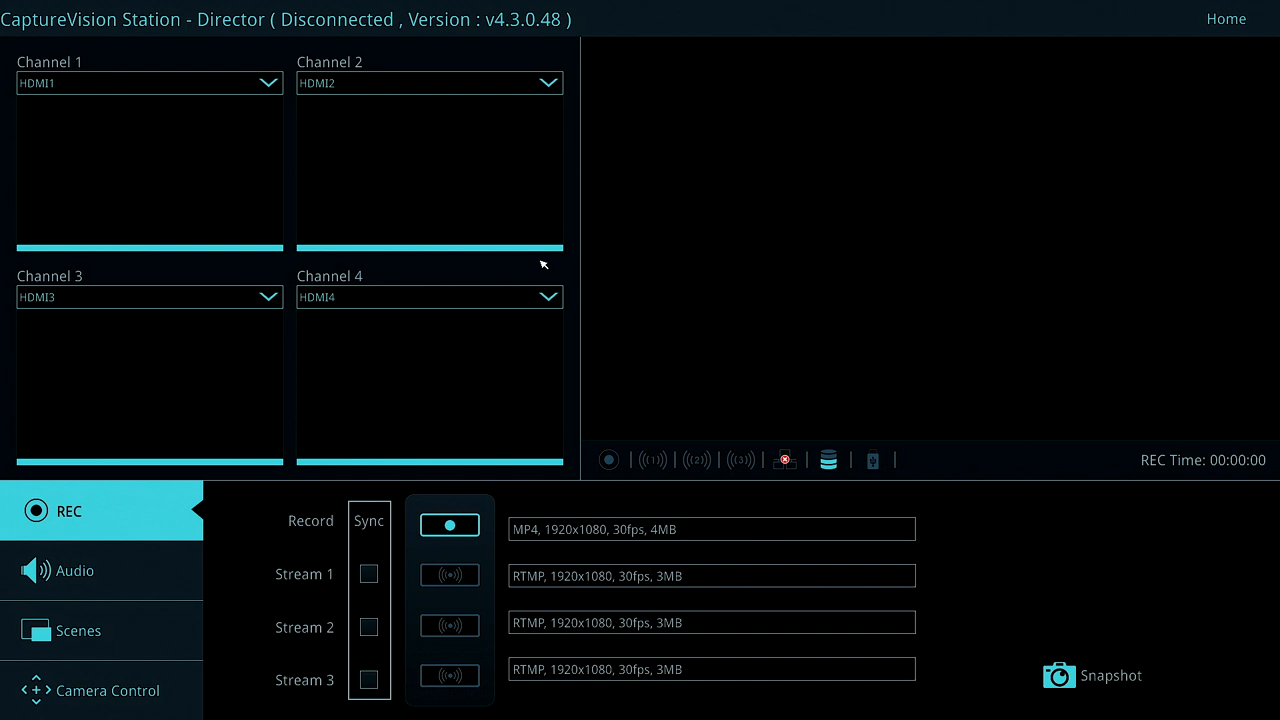 CaptureVision Station - Director ( Disconnected , Version : v4.3.0.48 )
Home
Channel 1
HDMI1
Channel 2
HDMI2
Channel 3
HDMI3
Channel 4
HDMI4
(1)
(2)
(3)
REC Time: 00:00:00
REC
Audio
Scenes
Camera Control
Record
Sync
MP4, 1920x1080, 30fps, 4MB
Stream 1
RTMP, 1920x1080, 30fps, 3MB
Stream 2
RTMP, 1920x1080, 30fps, 3MB
Stream 3
RTMP, 1920x1080, 30fps, 3MB
Snapshot